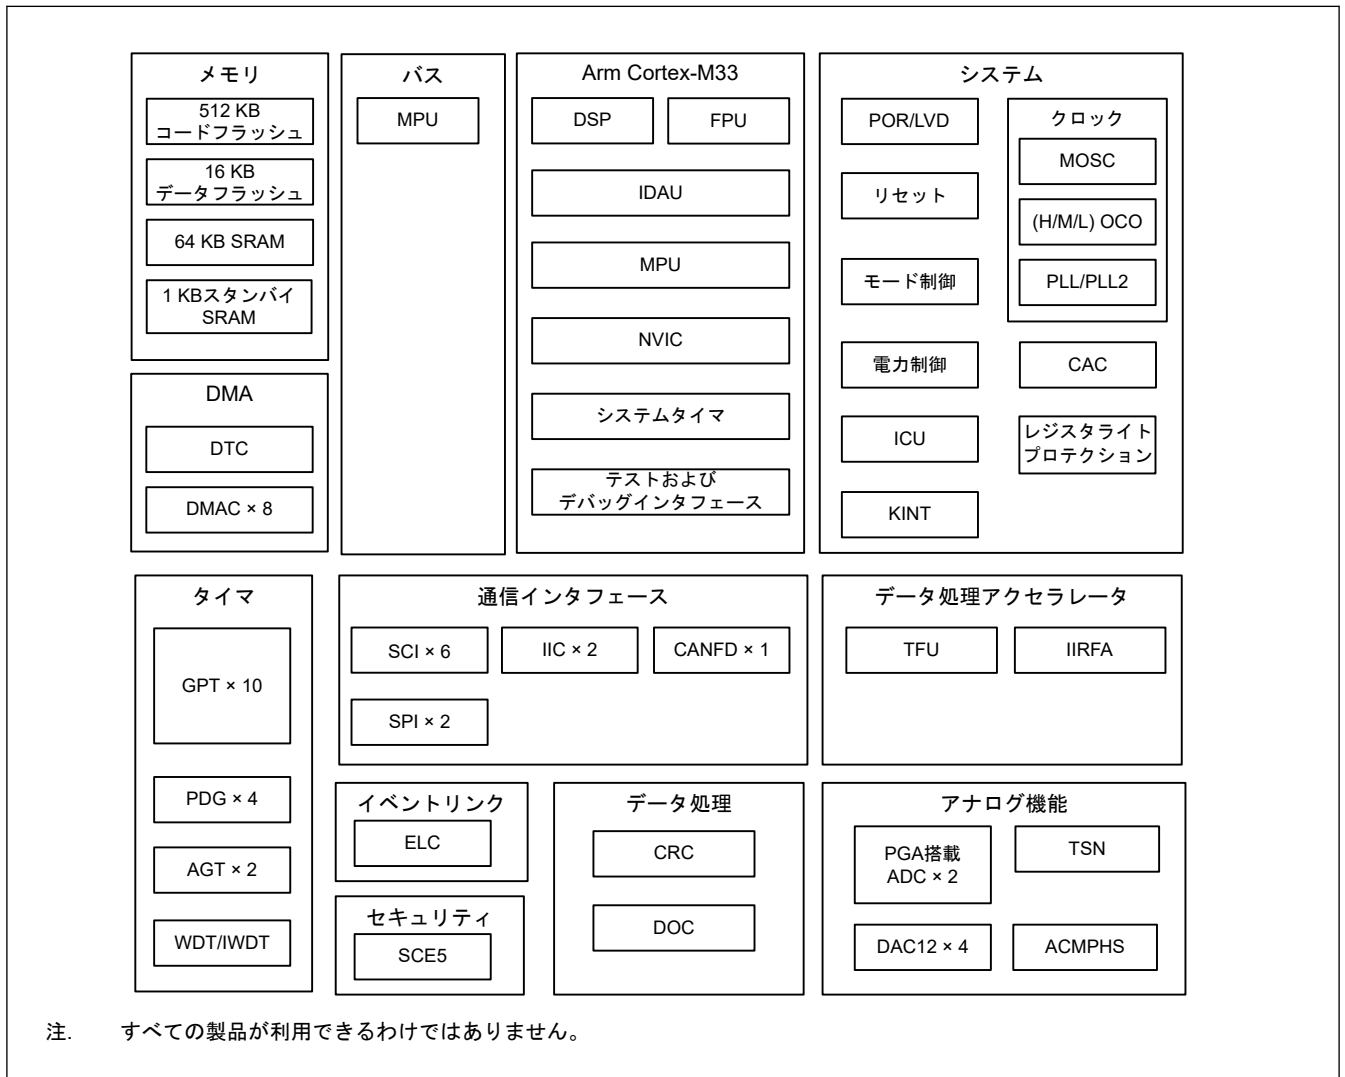 メモリ
512 KB
コードフラッシュ
16 KB
データフラッシュ
64 KB SRAM
1 KBスタンバイ
SRAM
DMA
DTC
DMAC × 8
バス
MPU
Arm Cortex-M33
DSP
FPU
IDAU
MPU
NVIC
システムタイマ
テストおよび
デバッグインタフェース
システム
POR/LVD
リセット
モード制御
電力制御
ICU
KINT
クロック
MOSC
(H/M/L) OCO
PLL/PLL2
CAC
レジスタライト
プロテクション
タイマ
GPT × 10
PDG × 4
AGT × 2
WDT/IWDT
通信インタフェース
SCI × 6
IIC × 2
CANFD × 1
SPI × 2
データ処理アクセラレータ
TFU
IIRFA
イベントリンク
ELC
セキュリティ
SCE5
データ処理
CRC
DOC
アナログ機能
PGA搭載
ADC × 2
TSN
DAC12 × 4
ACMPHS
注. すべての製品が利用できるわけではありません。